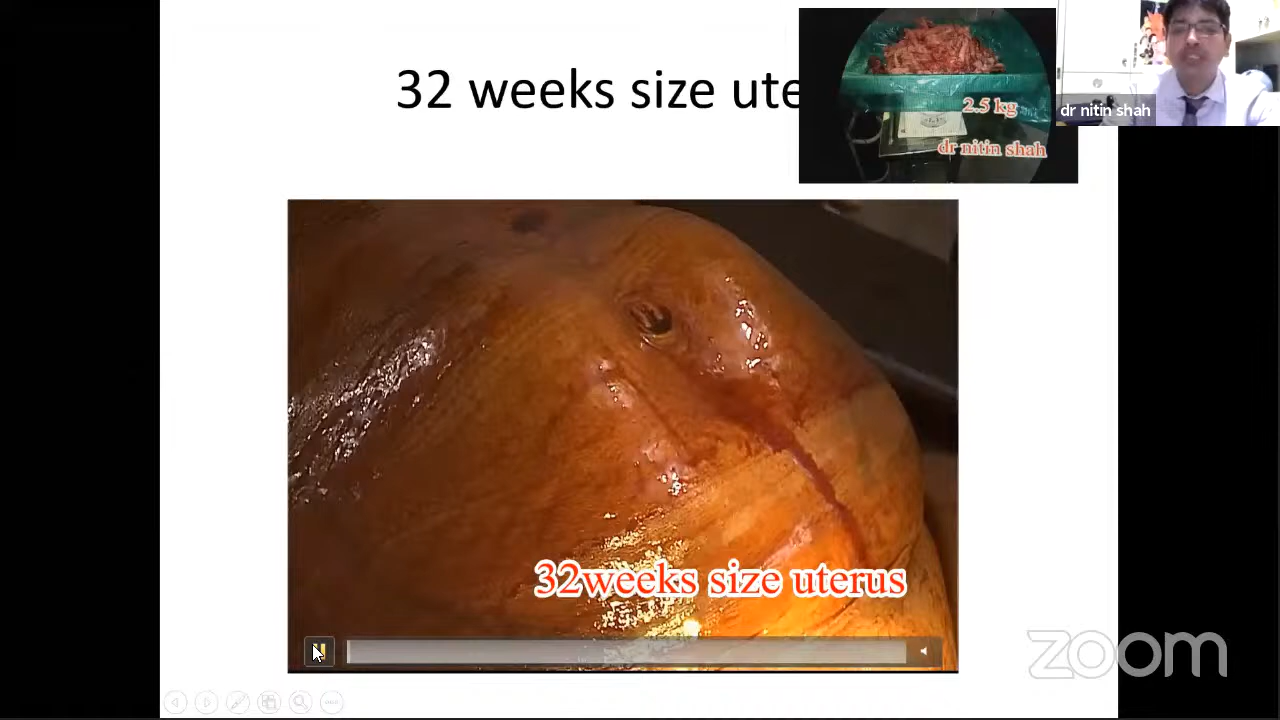 32 weeks size ute
2.5 kg
dr nitin shah
dr nitin shah
32weeks size uterus
zoom